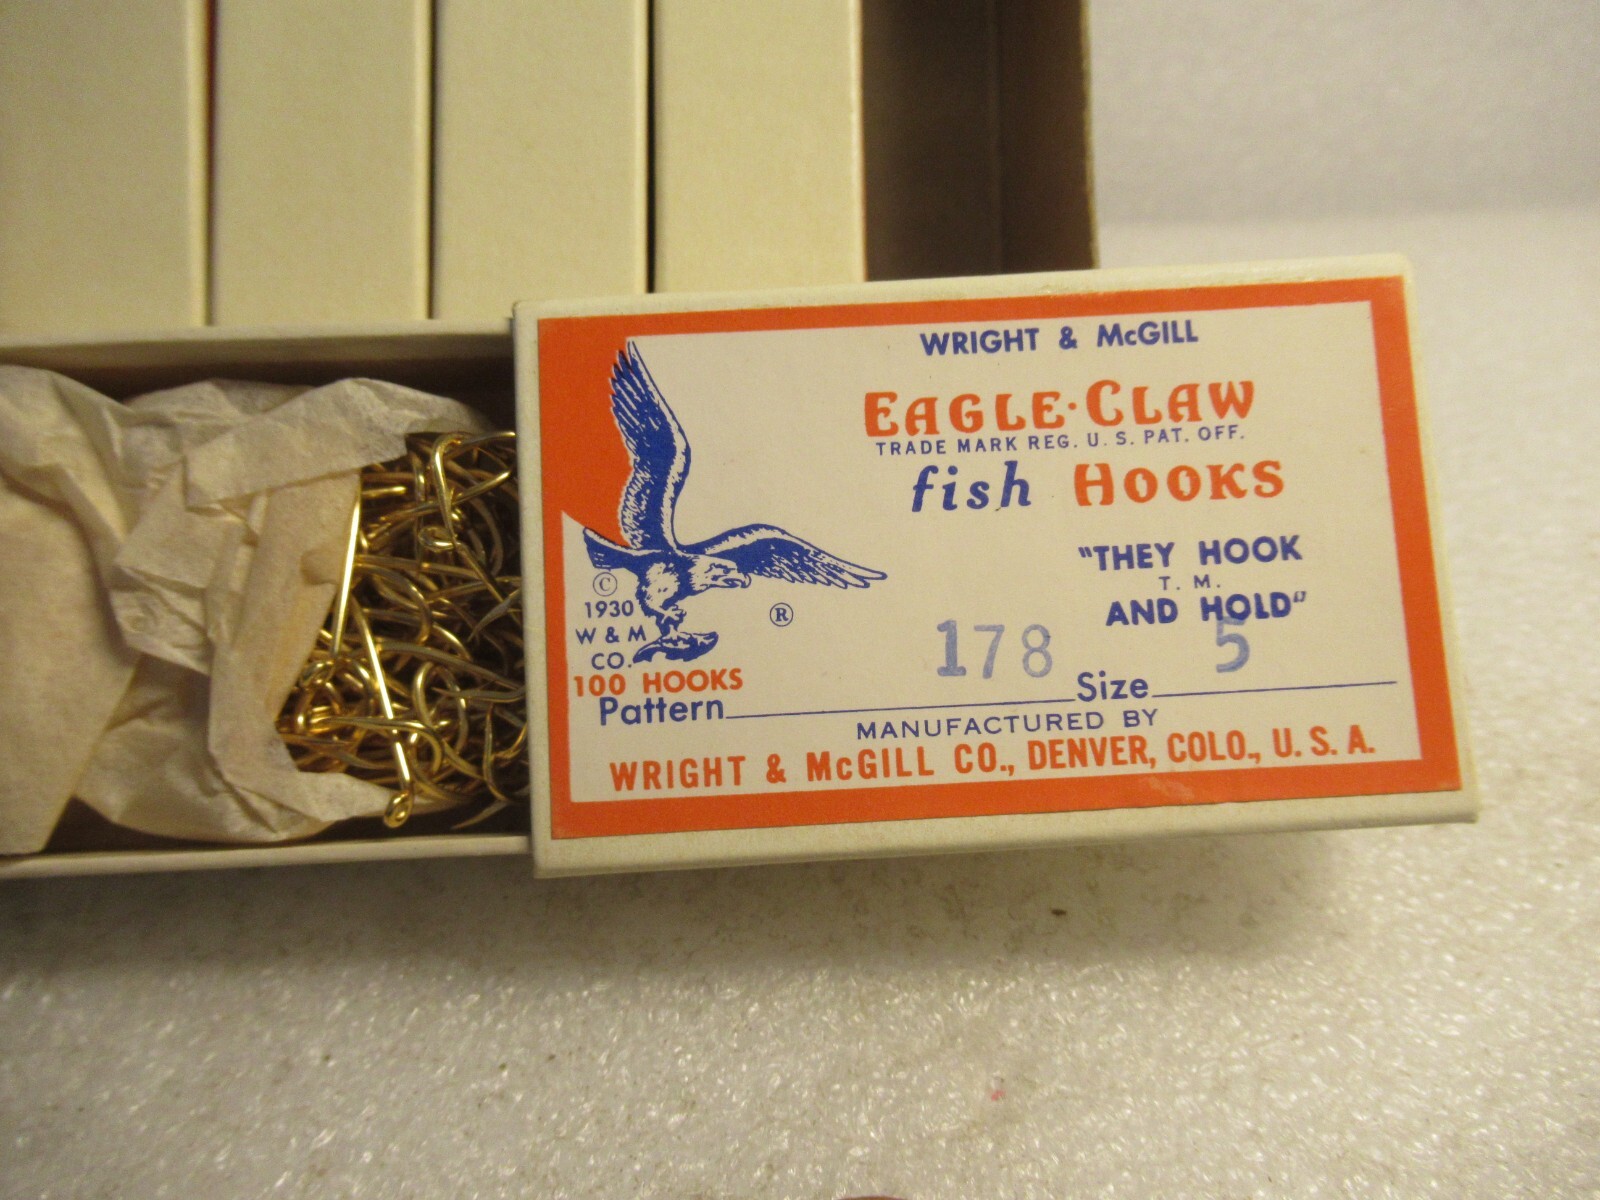 WRIGHT & McGILL
EAGLE·CLAW
TRADE MARK REG. U. S. PAT. OFF.
fish HOOKS
"THEY HOOK
T. M.
AND HOLD"
©
1930
W & M
CO.
®
100 HOOKS
Pattern 178 Size 5
MANUFACTURED BY
WRIGHT & McGILL CO., DENVER, COLO., U. S. A.